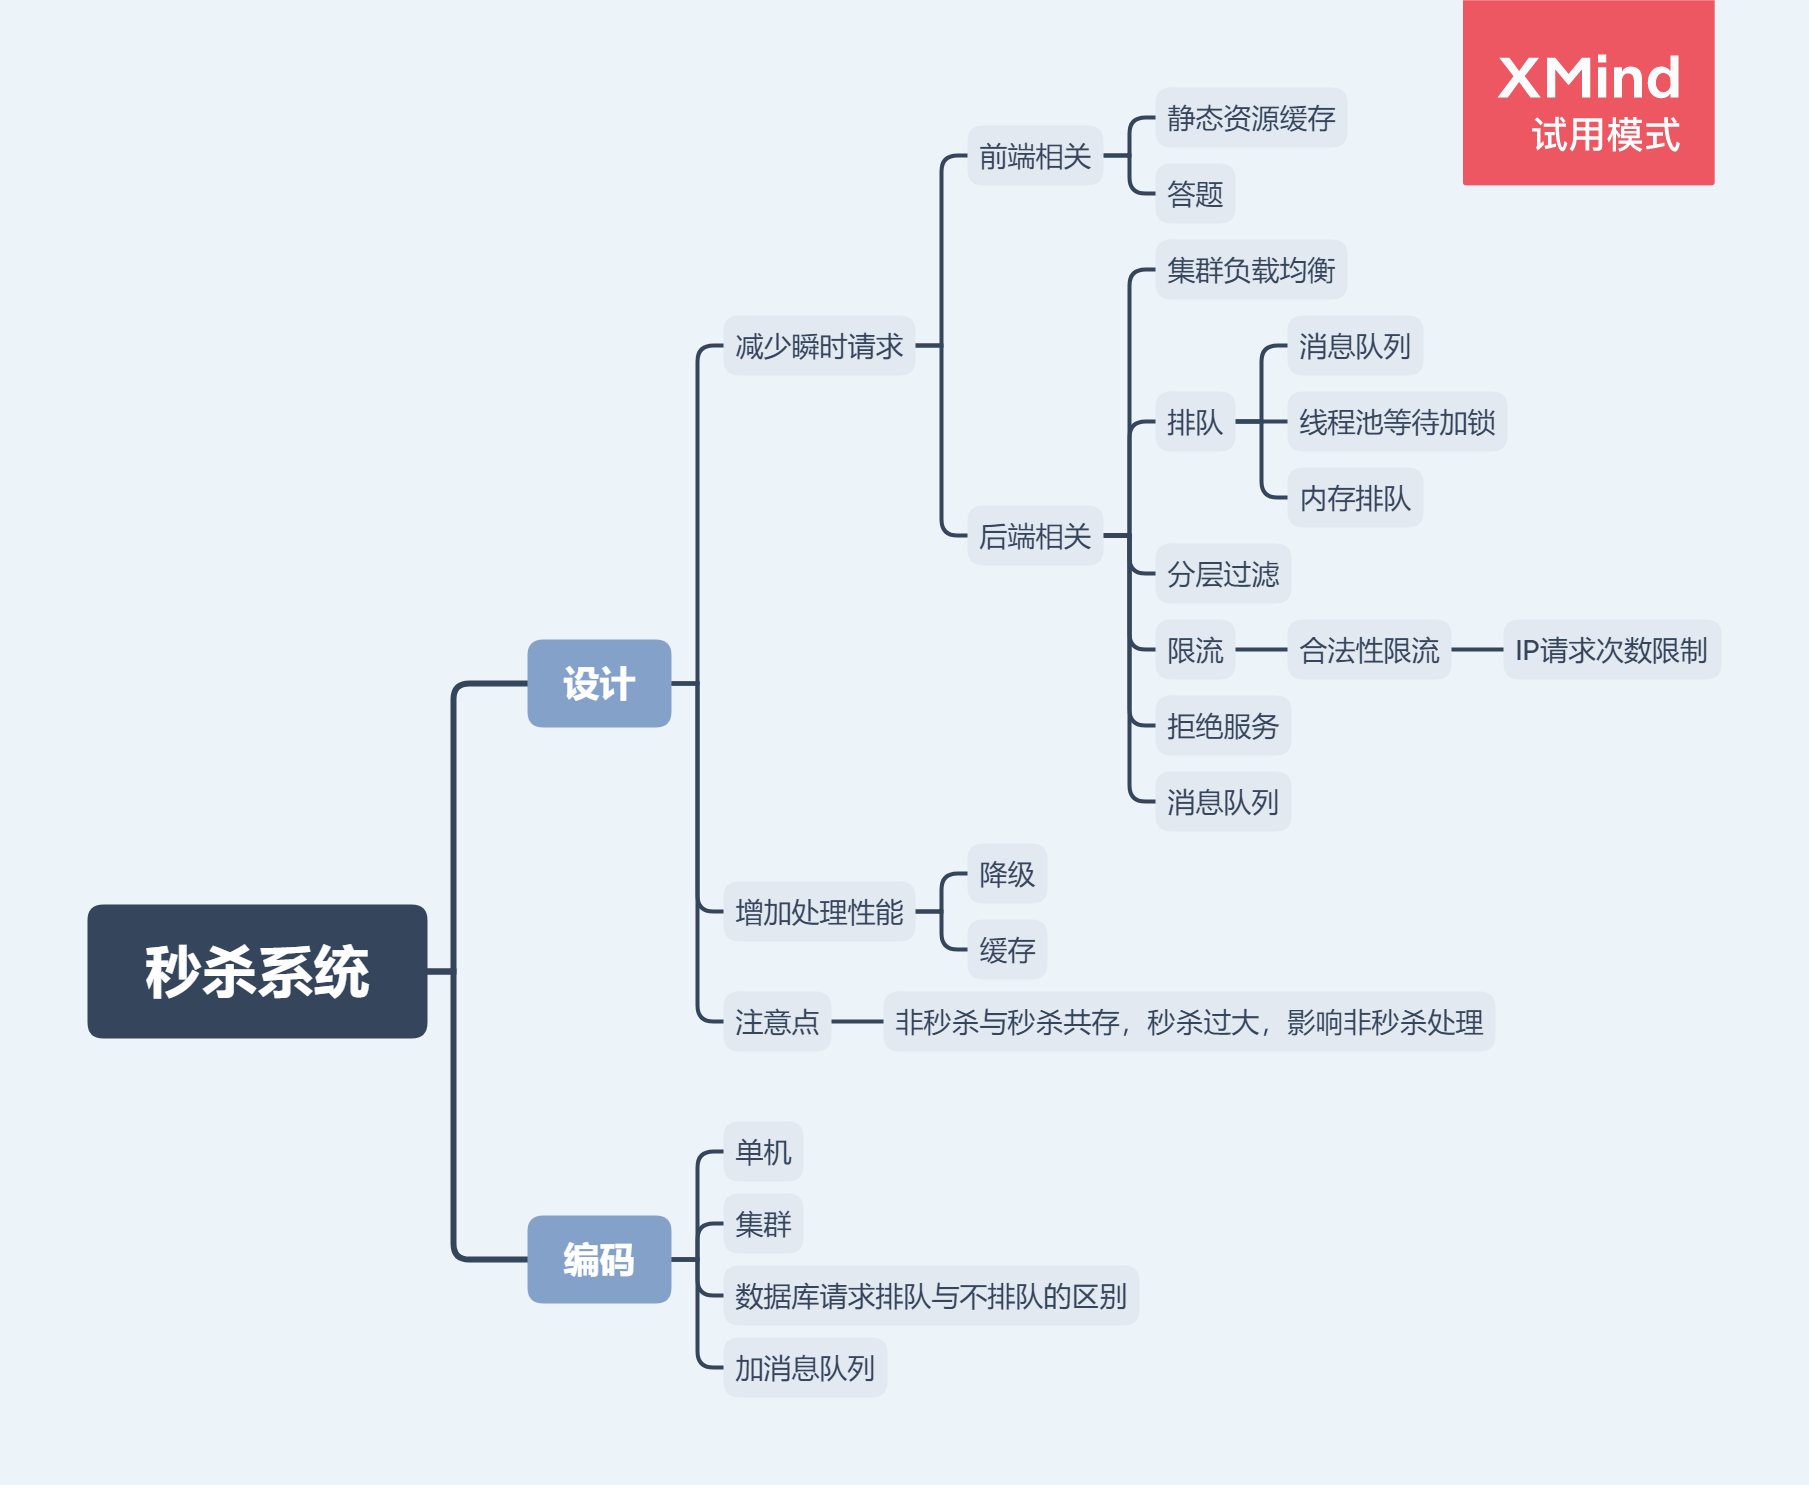 XMind
试用模式
秒杀系统
设计
减少瞬时请求
前端相关
静态资源缓存
答题
后端相关
集群负载均衡
排队
消息队列
线程池等待加锁
内存排队
分层过滤
限流
合法性限流
IP请求次数限制
拒绝服务
消息队列
增加处理性能
降级
缓存
注意点
非秒杀与秒杀共存，秒杀过大，影响非秒杀处理
编码
单机
集群
数据库请求排队与不排队的区别
加消息队列